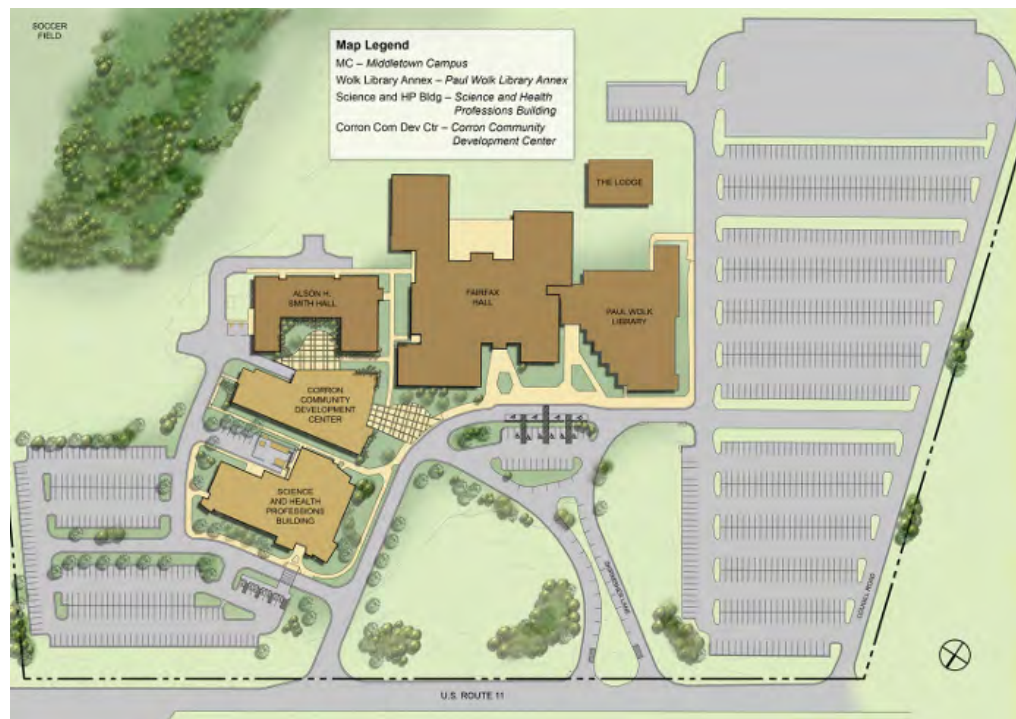 SOCCER
FIELD
Map Legend
MC – Middletown Campus
Wolk Library Annex – Paul Wolk Library Annex
Science and HP Bldg – Science and Health
Professions Building
Corron Com Dev Ctr – Corron Community
Development Center
THE LODGE
ALSON H.
SMITH HALL
FAIRFAX
HALL
PAUL WOLK
LIBRARY
CORRON
COMMUNITY
DEVELOPMENT
CENTER
SCIENCE
AND HEALTH
PROFESSIONS
BUILDING
U.S. ROUTE 11